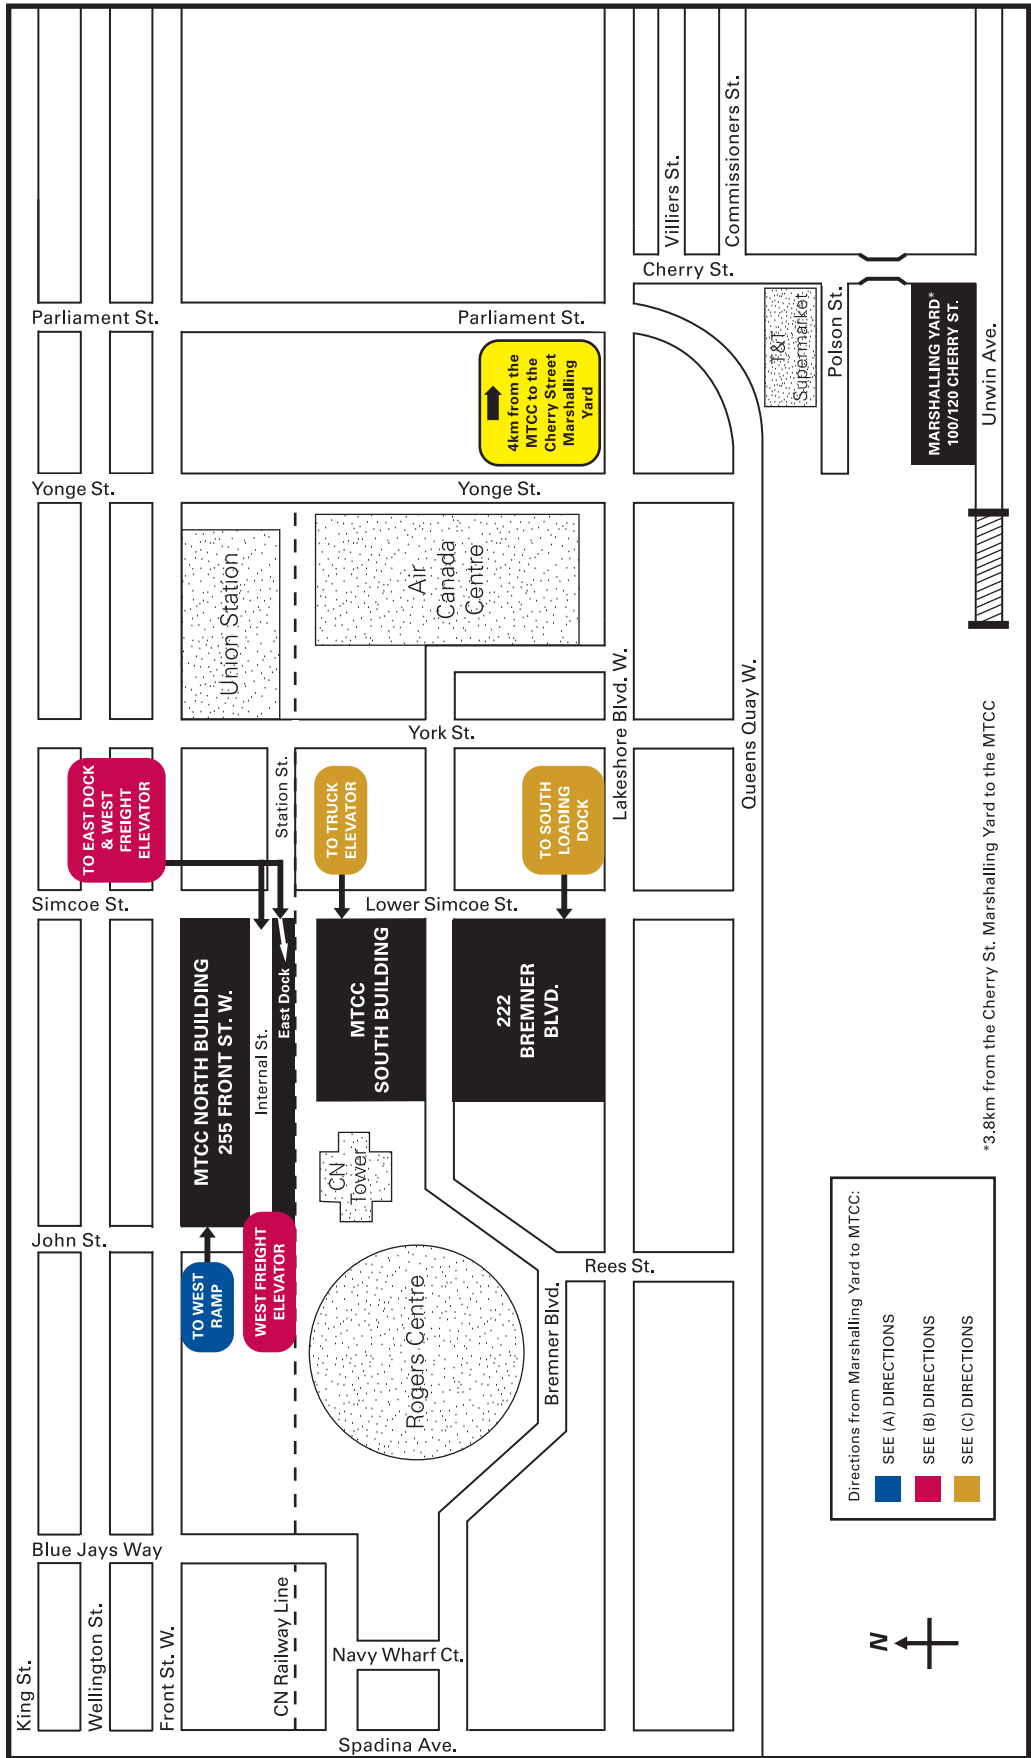 King St.
Wellington St.
Front St. W.
CN Railway Line
Spadina Ave.
Navy Wharf Ct.
Blue Jays Way
John St.
Simcoe St.
Yonge St.
Parliament St.
TO EAST DOCK
& WEST
FREIGHT
ELEVATOR
MTCC NORTH BUILDING
255 FRONT ST. W.
Internal St.
East Dock
Station St.
TO WEST
RAMP
WEST FREIGHT
ELEVATOR
Union Station
TO TRUCK
ELEVATOR
MTCC
SOUTH BUILDING
CN
Tower
Rogers Centre
Air
Canada
Centre
York St.
Lower Simcoe St.
Yonge St.
Parliament St.
4km from the
MTCC to the
Cherry Street
Marshalling
Yard
TO SOUTH
LOADING
DOCK
222
BREMNER
BLVD.
Bremner Blvd.
Rees St.
Lakeshore Blvd. W.
Queens Quay W.
Cherry St.
Villiers St.
Commissioners St.
T&T
Supermarket
Polson St.
MARSHALLING YARD*
100/120 CHERRY ST.
Unwin Ave.
N
Directions from Marshalling Yard to MTCC:
SEE (A) DIRECTIONS
SEE (B) DIRECTIONS
SEE (C) DIRECTIONS
*3.8km from the Cherry St. Marshalling Yard to the MTCC